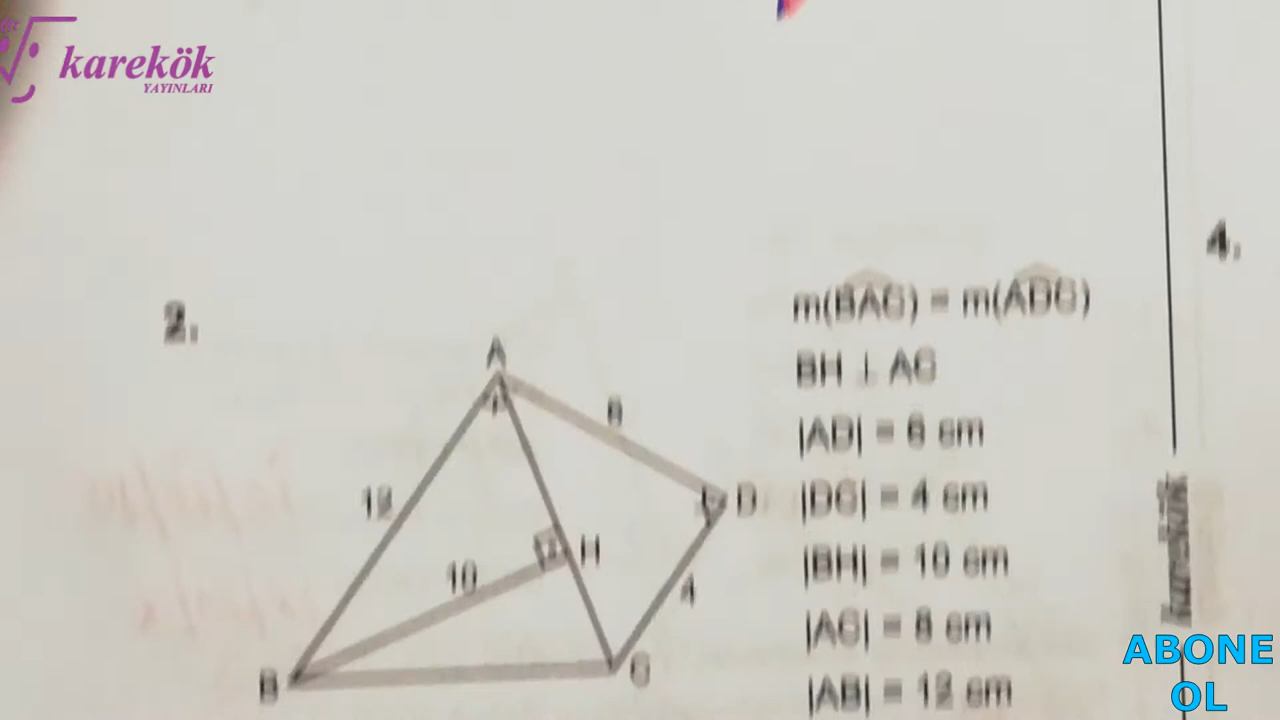 karekök
YAYINLARI
2.
4.
A
B
C
D
H
12
10
6
4
m(BAC) = m(ADC)
BH ⊥ AC
|AD| = 6 cm
|DC| = 4 cm
|BH| = 10 cm
|AC| = 8 cm
|AB| = 12 cm
karekök
ABONE
OL